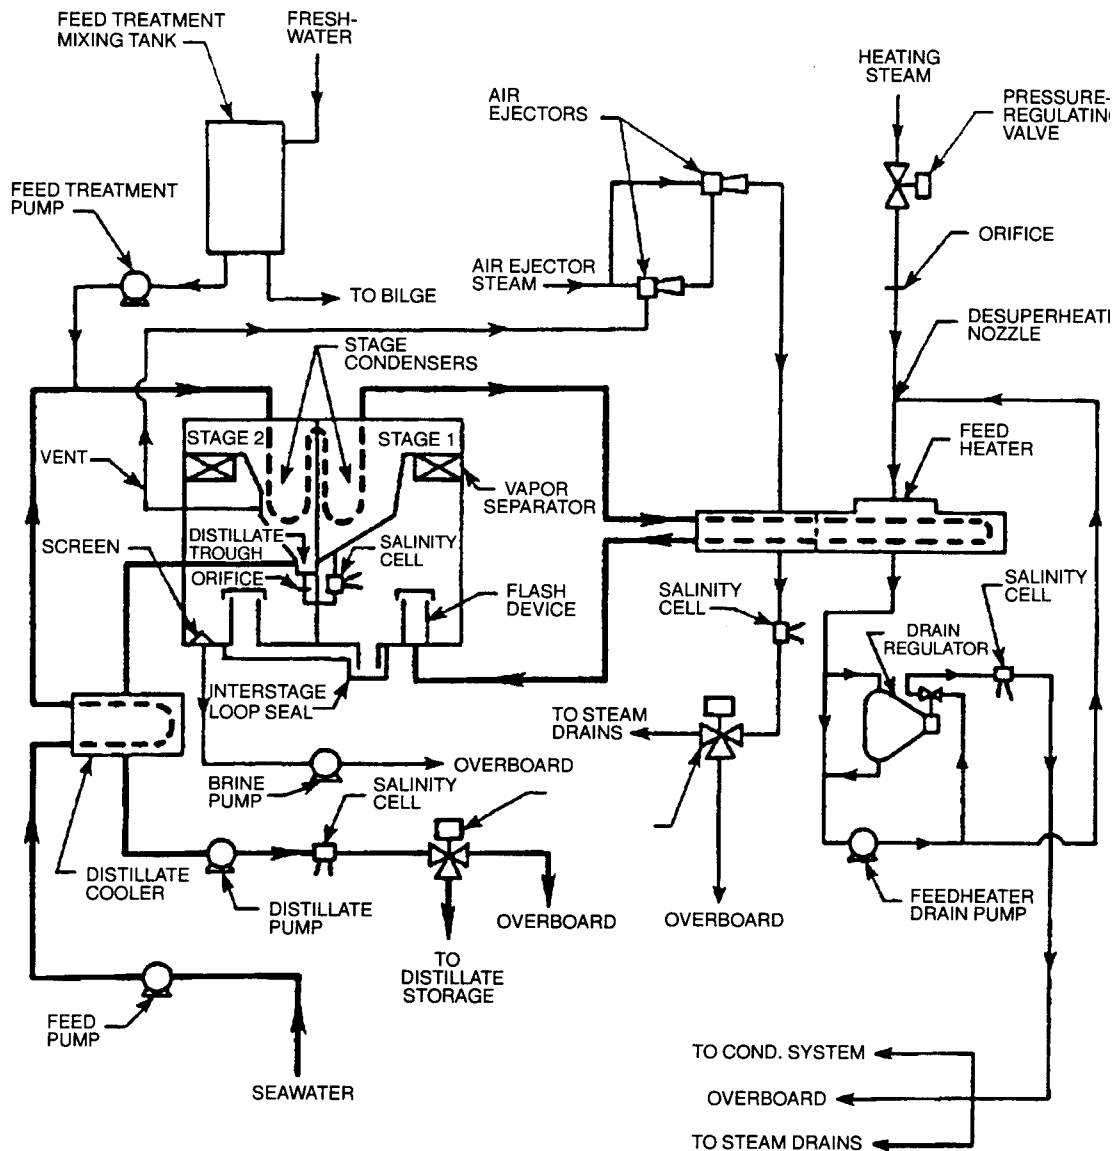 FEED TREATMENT
MIXING TANK
FRESH-
WATER
HEATING
STEAM
AIR
EJECTORS
PRESSURE-
REGULATING
VALVE
FEED TREATMENT
PUMP
ORIFICE
AIR EJECTOR
STEAM
TO BILGE
DESUPERHEATE
NOZZLE
STAGE
CONDENSERS
STAGE 2
STAGE 1
FEED
HEATER
VENT
VAPOR
SEPARATOR
SCREEN
DISTILLATE
TROUGH
SALINITY
CELL
ORIFICE
FLASH
DEVICE
SALINITY
CELL
SALINITY
CELL
DRAIN
REGULATOR
INTERSTAGE
LOOP SEAL
TO STEAM
DRAINS
BRINE
PUMP
OVERBOARD
SALINITY
CELL
DISTILLATE
COOLER
DISTILLATE
PUMP
OVERBOARD
OVERBOARD
FEEDHEATER
DRAIN PUMP
TO
DISTILLATE
STORAGE
FEED
PUMP
SEAWATER
TO COND. SYSTEM
OVERBOARD
TO STEAM DRAINS